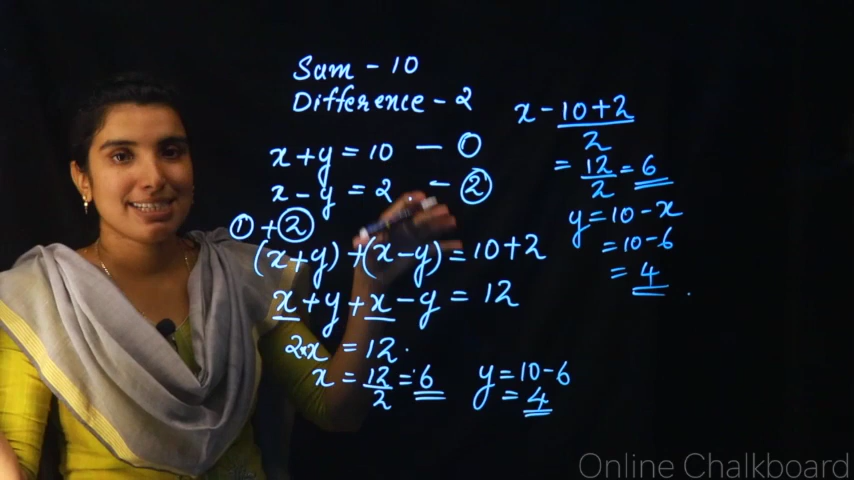 Sum - 10
Difference - 2
x+y = 10 — ①
x-y = 2 — ②
① + ②
(x+y) + (x-y) = 10+2
x+y+x-y = 12
2×x = 12.
x = 12/2 = 6
y = 10-6
= 4
x - 10+2/2
= 12/2 = 6
y = 10-x
= 10-6
= 4
Online Chalkboard